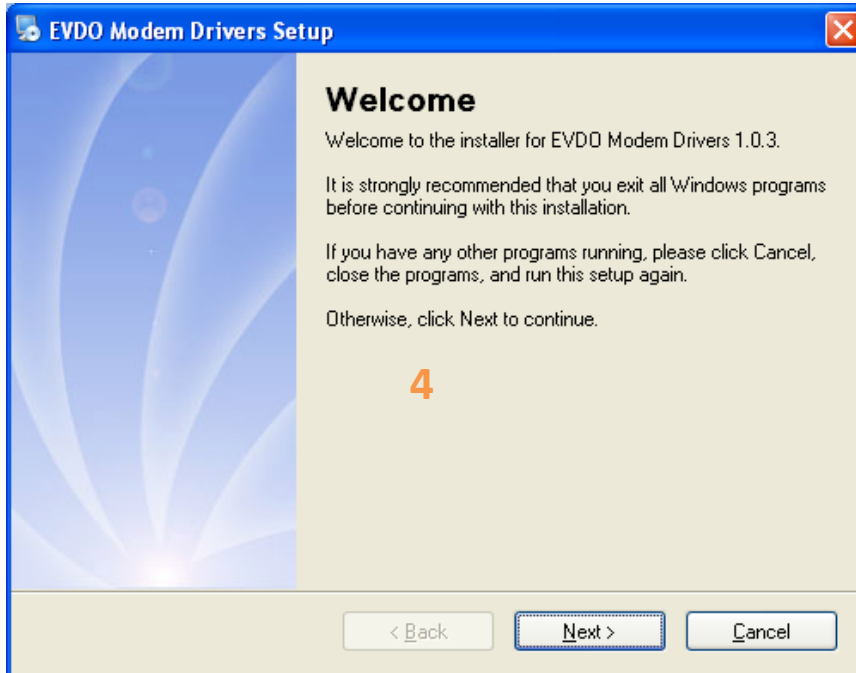 EVDO Modem Drivers Setup
Welcome
Welcome to the installer for EVDO Modem Drivers 1.0.3.
It is strongly recommended that you exit all Windows programs
before continuing with this installation.
If you have any other programs running, please click Cancel,
close the programs, and run this setup again.
Otherwise, click Next to continue.
4
< Back
Next >
Cancel